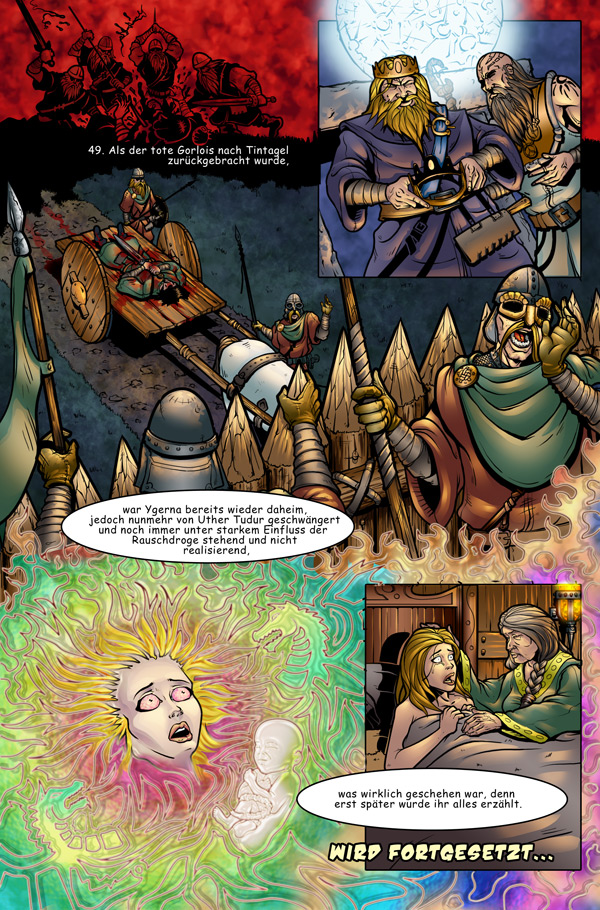 49. Als der tote Gorlois nach Tintagel
zurückgebracht wurde,
war Ygerna bereits wieder daheim,
jedoch nunmehr von Uther Tudur geschwängert
und noch immer unter starkem Einfluss der
Rauschdroge stehend und nicht
realisierend,
was wirklich geschehen war, denn
erst später würde ihr alles erzählt.
WIRD FORTGESETZT...